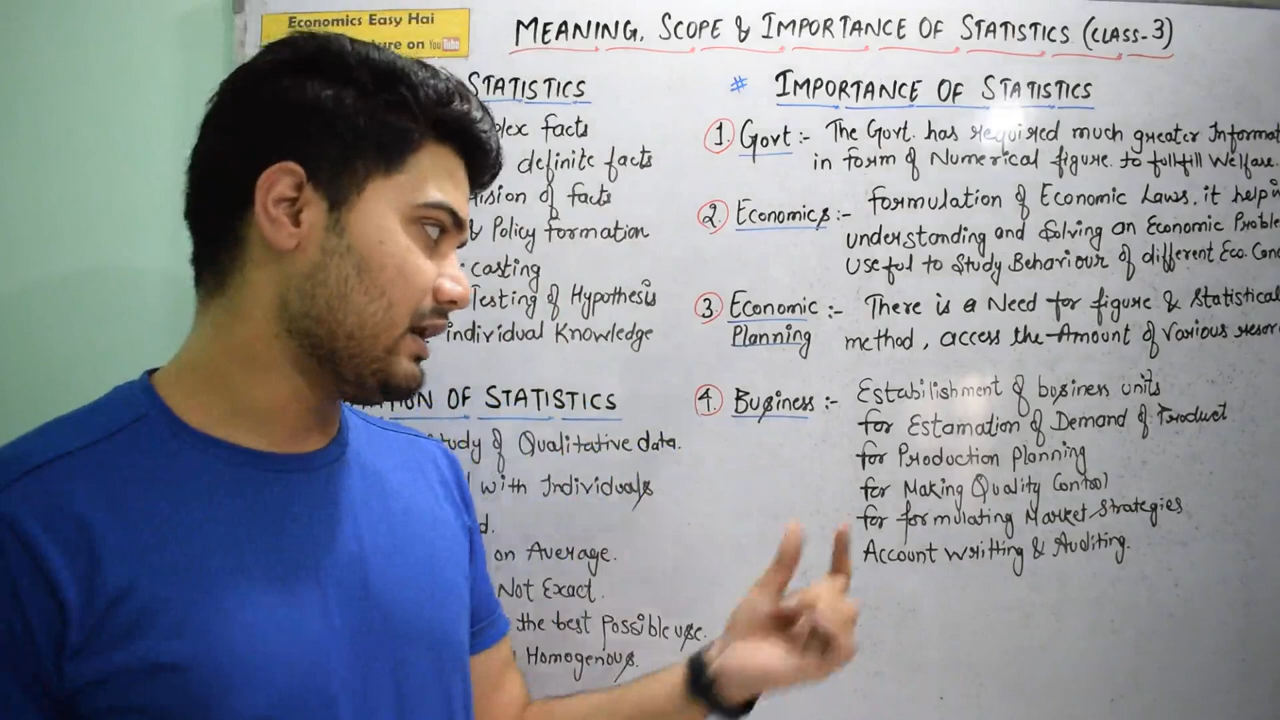 Economics Easy Hai
on YouTube
MEANING, SCOPE & IMPORTANCE OF STATISTICS (CLASS-3)
STATISTICS
facts
definite facts
of facts
& Policy formation
casting
Testing of Hypothesis
individual Knowledge
OF STATISTICS
of Qualitative data.
with Individuals
on Average.
Not Exact.
the best Possible use.
Homogenous.
# IMPORTANCE OF STATISTICS
1. Govt :- The Govt. has required much greater Informat
in form of Numerical figure. to fullfill Welfare.
2. Economics :- formulation of Economic Laws. it help
understanding and Solving an Economic Proble
Useful to Study Behaviour of different Eco. Con
3. Economic :- There is a Need for figure & Statistical
Planning method, access the Amount of Various resor
4. Business :- Estabilishment of business units
for Estamation of Demand of Product
for Production planning
for Making Quality Control
for formulating Market Strategies
Account Writting & Auditing.